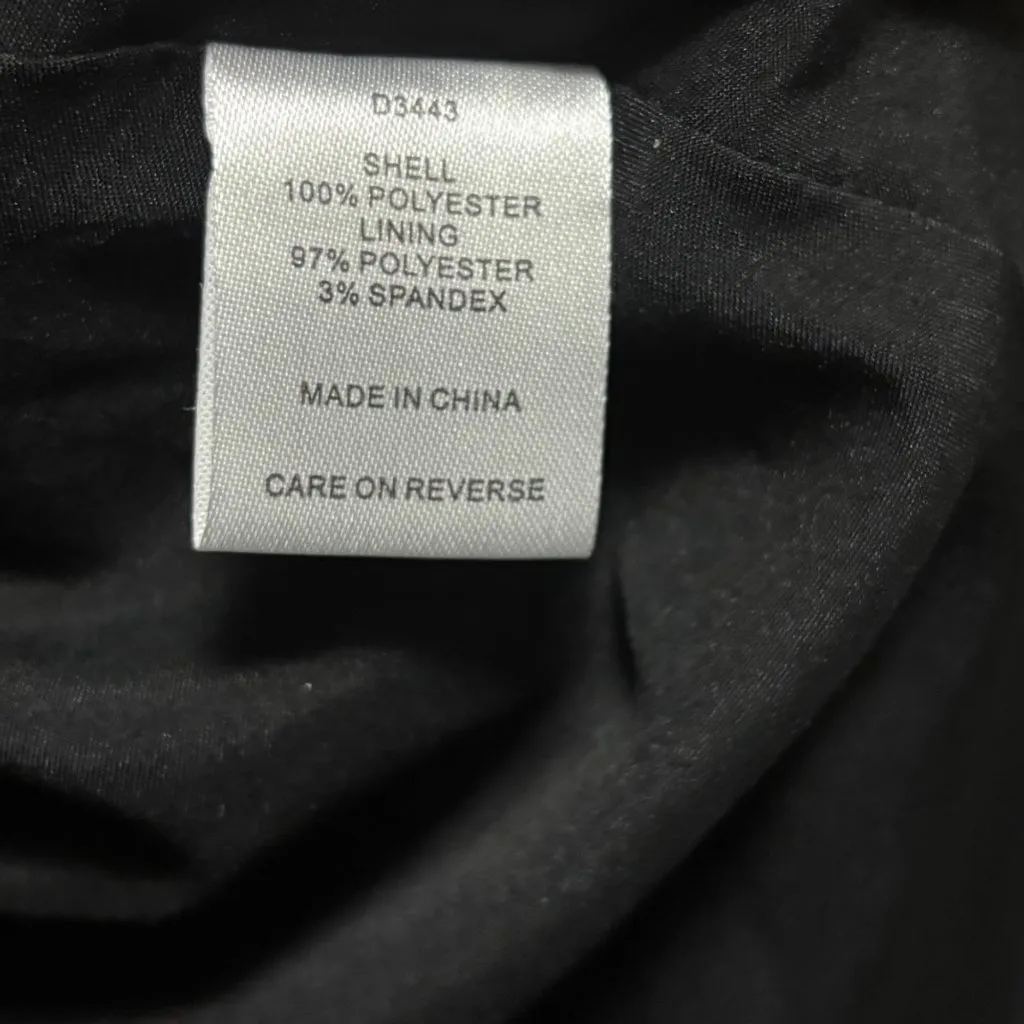 D3443
SHELL
100% POLYESTER
LINING
97% POLYESTER
3% SPANDEX
MADE IN CHINA
CARE ON REVERSE